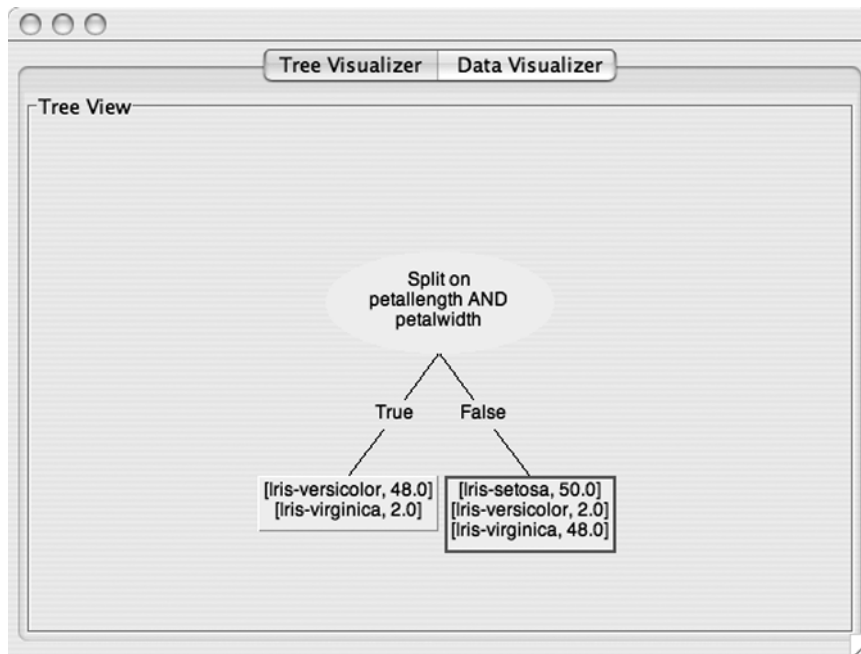 Tree Visualizer Data Visualizer
Tree View
Split on
petallength AND
petalwidth
True False
[Iris-versicolor, 48.0]
[Iris-virginica, 2.0]
[Iris-setosa, 50.0]
[Iris-versicolor, 2.0]
[Iris-virginica, 48.0]